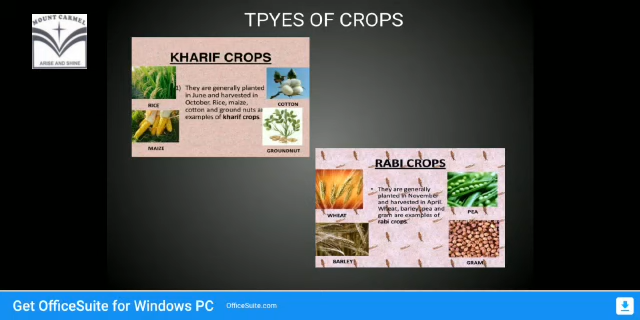 TPYES OF CROPS
MOUNT CARMEL
ARISE AND SHINE
KHARIF CROPS
1) They are generally planted
in June and harvested in
October. Rice, maize,
cotton and ground nuts
examples of kharif crops.
RICE
COTTON
MAIZE
GROUNDNUT
RABI CROPS
• They are generally
planted in November
and harvested in April.
Wheat, barley, pea and
gram are examples of
rabi crops.
WHEAT
PEA
BARLEY
GRAM
Get OfficeSuite for Windows PC
OfficeSuite.com